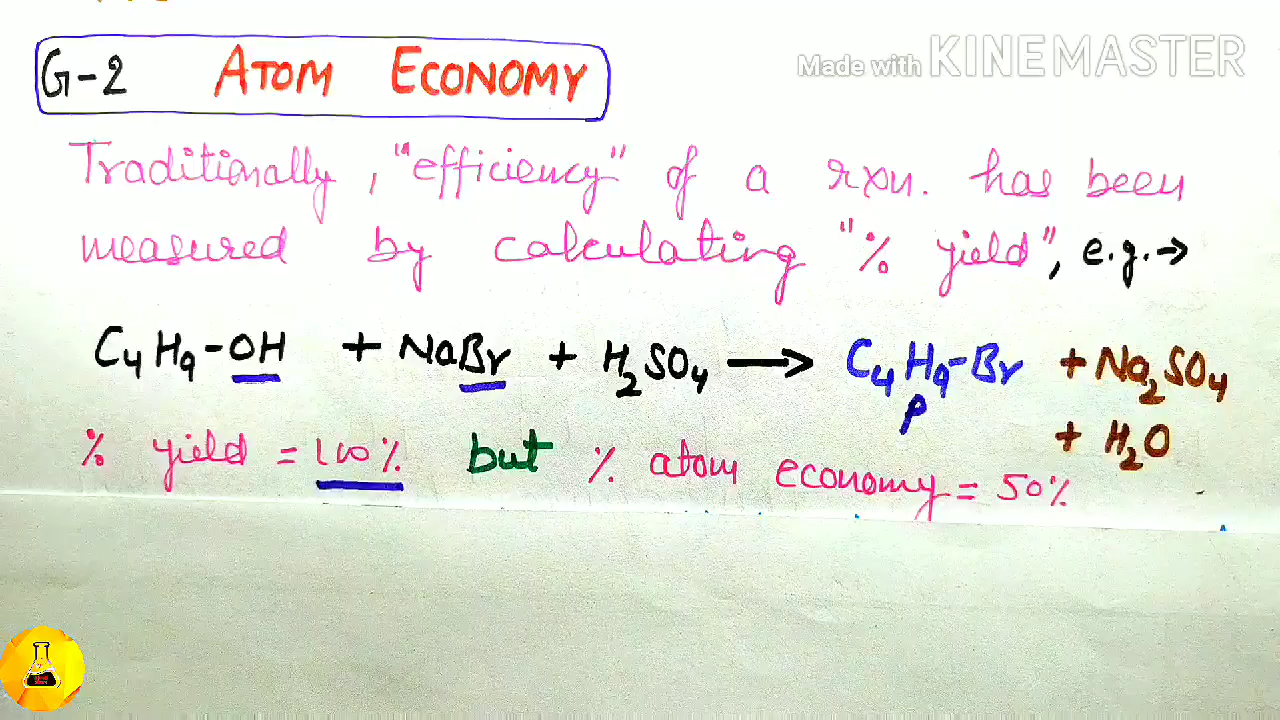 G-2 ATOM ECONOMY
Made with KINEMASTER
Traditionally, "efficiency" of a rxn. has been
measured by calculating "% yield", e.g. →
C₄H₉-OH + NaBr + H₂SO₄ ⟶ C₄H₉-Br + Na₂SO₄
P
+ H₂O
% yield = 100% but % atom economy = 50%